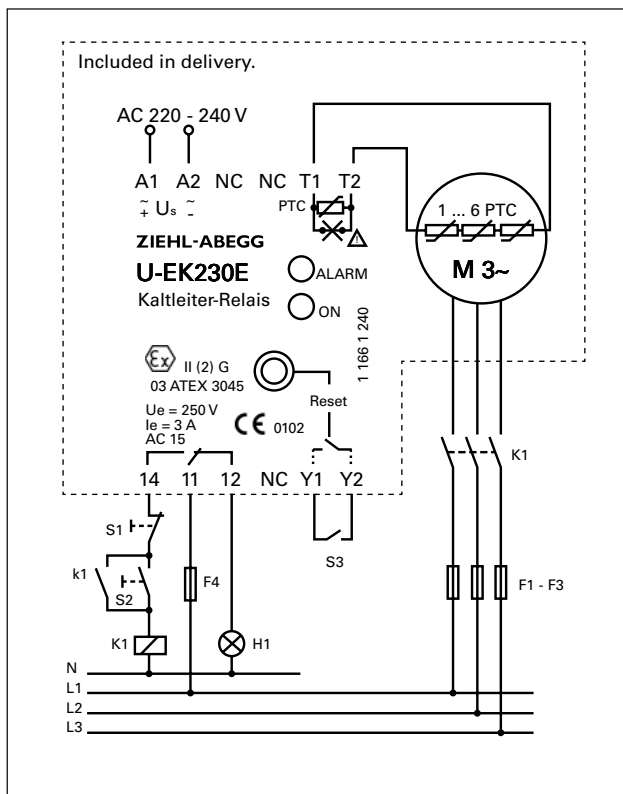 Included in delivery.
AC 220 - 240 V
A1 A2 NC NC T1 T2
~ + Us ~ -
PTC
1 ... 6 PTC
M 3~
ZIEHL-ABEGG
U-EK230E
ALARM
Kaltleiter-Relais
ON
1 166 1 240
Ex II (2) G
03 ATEX 3045
Ue = 250 V
Ie = 3 A
AC 15
CE 0102
Reset
14 11 12 NC Y1 Y2
K1
S1
S3
k1
S2
F4
F1 - F3
K1
H1
N
L1
L2
L3